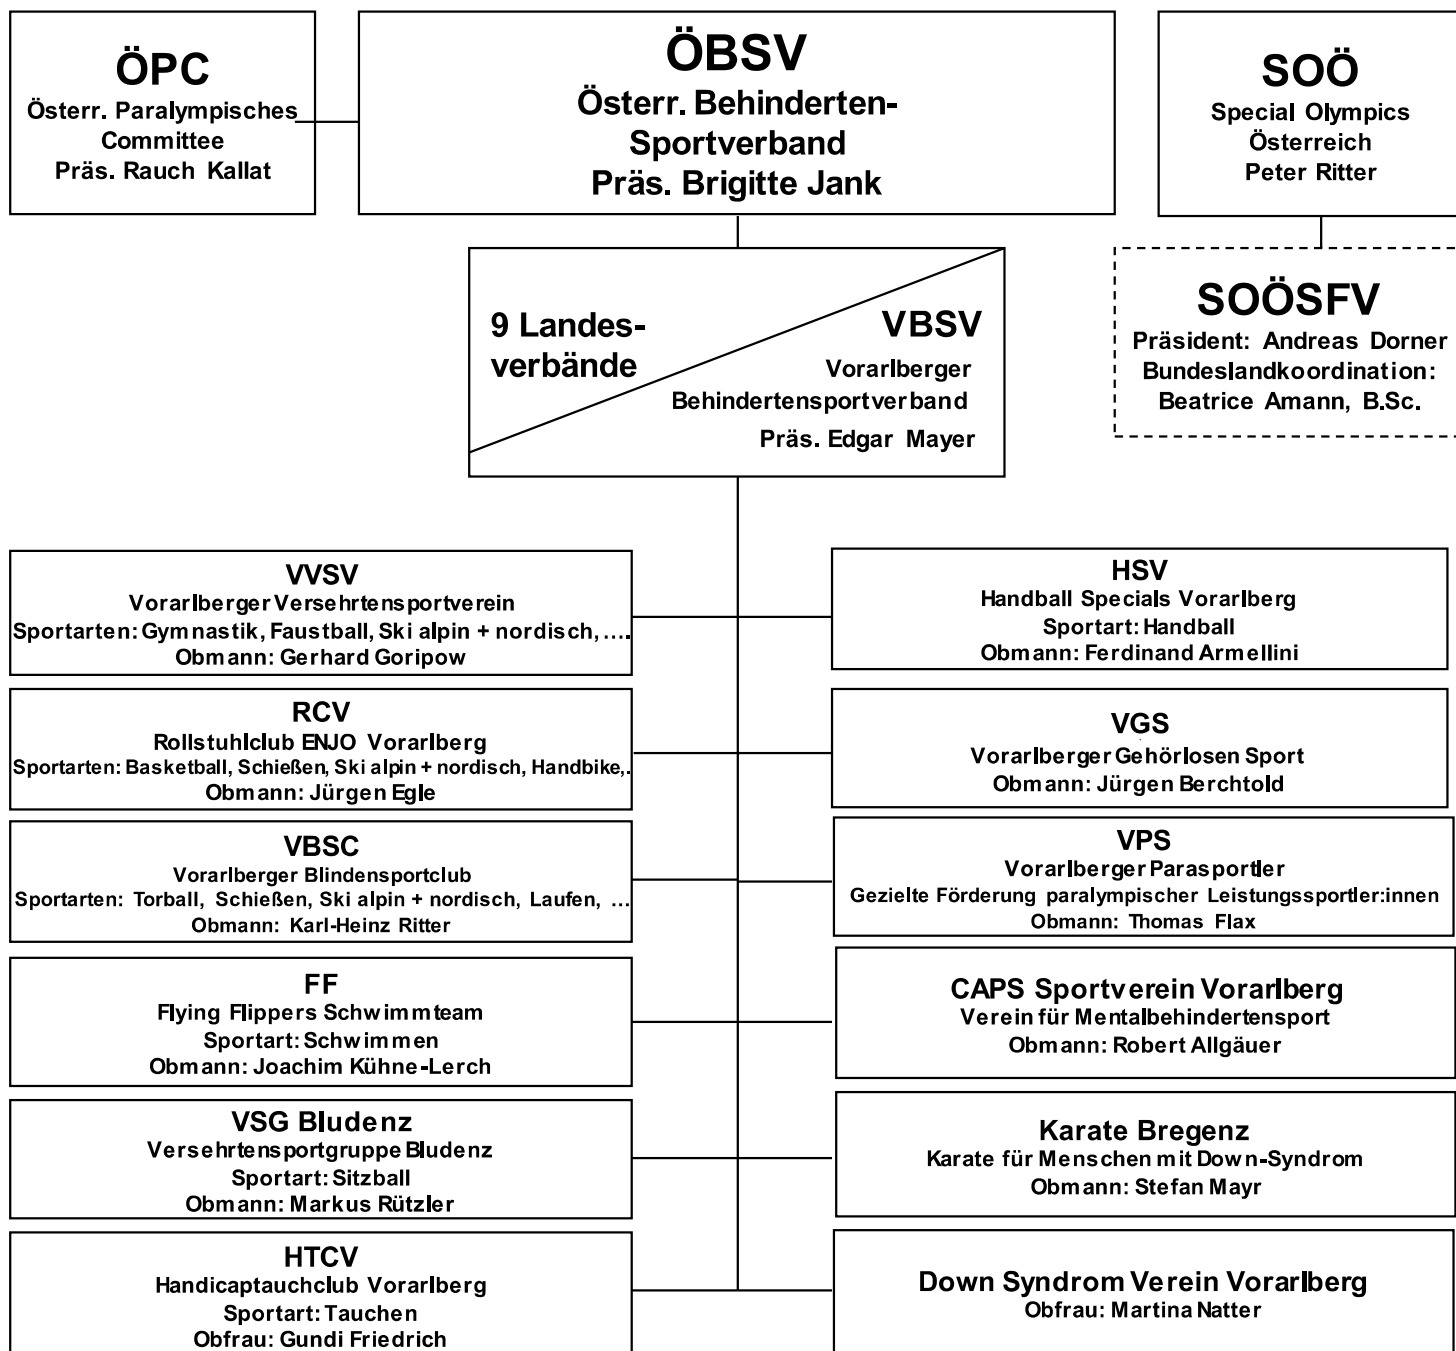 ÖPC
Österr. Paralympisches
Committee
Präs. Rauch Kallat
ÖBSV
Österr. Behinderten-
Sportverband
Präs. Brigitte Jank
SOÖ
Special Olympics
Österreich
Peter Ritter
SOÖSFV
Präsident: Andreas Dorner
Bundeslandkoordination:
Beatrice Amann, B.Sc.
9 Landes-
verbände
VBSV
Vorarlberger
Behindertensportverband
Präs. Edgar Mayer
VVSV
Vorarlberger Versehrtensportverein
Sportarten: Gymnastik, Faustball, Ski alpin + nordisch, ....
Obmann: Gerhard Goripow
RCV
Rollstuhlclub ENJO Vorarlberg
Sportarten: Basketball, Schießen, Ski alpin + nordisch, Handbike,.
Obmann: Jürgen Egle
VBSC
Vorarlberger Blindensportclub
Sportarten: Torball, Schießen, Ski alpin + nordisch, Laufen, ...
Obmann: Karl-Heinz Ritter
FF
Flying Flippers Schwimmteam
Sportart: Schwimmen
Obmann: Joachim Kühne-Lerch
VSG Bludenz
Versehrtensportgruppe Bludenz
Sportart: Sitzball
Obmann: Markus Rützler
HTCV
Handicaptauchclub Vorarlberg
Sportart: Tauchen
Obfrau: Gundi Friedrich
HSV
Handball Specials Vorarlberg
Sportart: Handball
Obmann: Ferdinand Armellini
VGS
Vorarlberger Gehörlosen Sport
Obmann: Jürgen Berchtold
VPS
Vorarlberger Parasportler
Gezielte Förderung paralympischer Leistungssportler:innen
Obmann: Thomas Flax
CAPS Sportverein Vorarlberg
Verein für Mentalbehindertensport
Obmann: Robert Allgäuer
Karate Bregenz
Karate für Menschen mit Down-Syndrom
Obmann: Stefan Mayr
Down Syndrom Verein Vorarlberg
Obfrau: Martina Natter